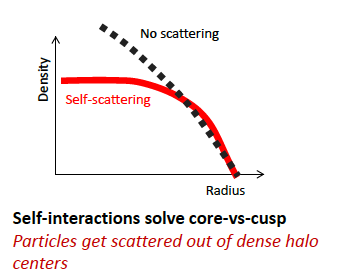 No scattering
Density
Self-scattering
Radius
Self-interactions solve core-vs-cusp
Particles get scattered out of dense halo
centers